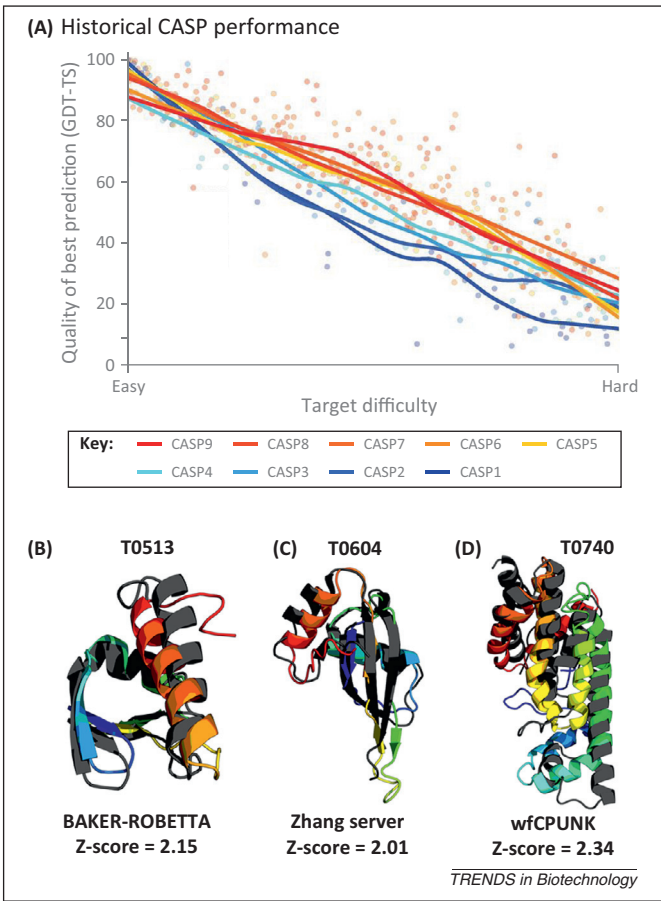 (A) Historical CASP performance
Quality of best prediction (GDT-TS)
100
80
60
40
20
0
Easy
Hard
Target difficulty
Key:
CASP9
CASP8
CASP7
CASP6
CASP5
CASP4
CASP3
CASP2
CASP1
(B)
T0513
(C)
T0604
(D)
T0740
BAKER-ROBETTA
Z-score = 2.15
Zhang server
Z-score = 2.01
wfCPUNK
Z-score = 2.34
TRENDS in Biotechnology